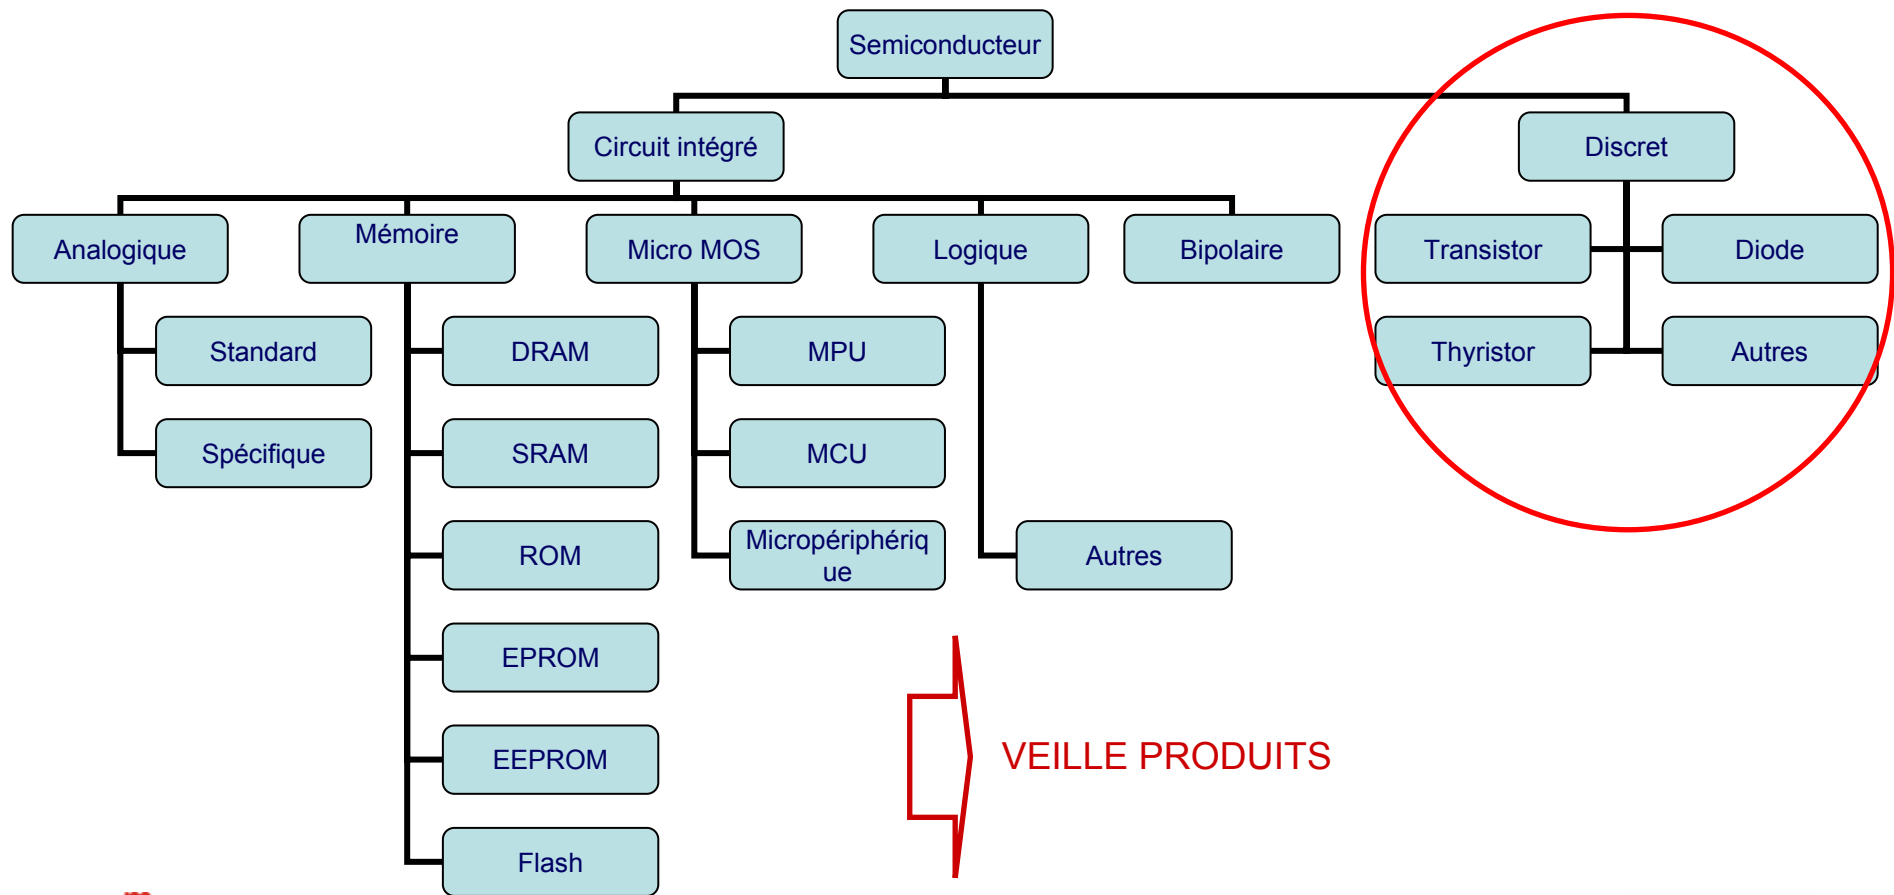 Semiconducteur
Circuit intégré
Discret
Analogique
Mémoire
Micro MOS
Logique
Bipolaire
Transistor
Diode
Standard
DRAM
MPU
Thyristor
Autres
Spécifique
SRAM
MCU
ROM
Micropériphériq
ue
Autres
EPROM
EEPROM
VEILLE PRODUITS
Flash